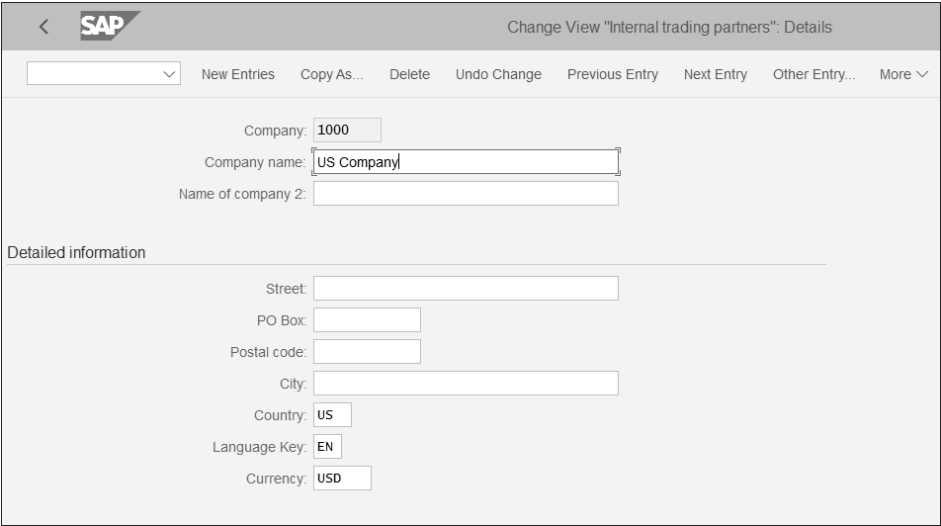 SAP Change View "Internal trading partners": Details
New Entries Copy As... Delete Undo Change Previous Entry Next Entry Other Entry... More
Company: 1000
Company name: US Company
Name of company 2:
Detailed information
Street:
PO Box:
Postal code:
City:
Country: US
Language Key: EN
Currency: USD